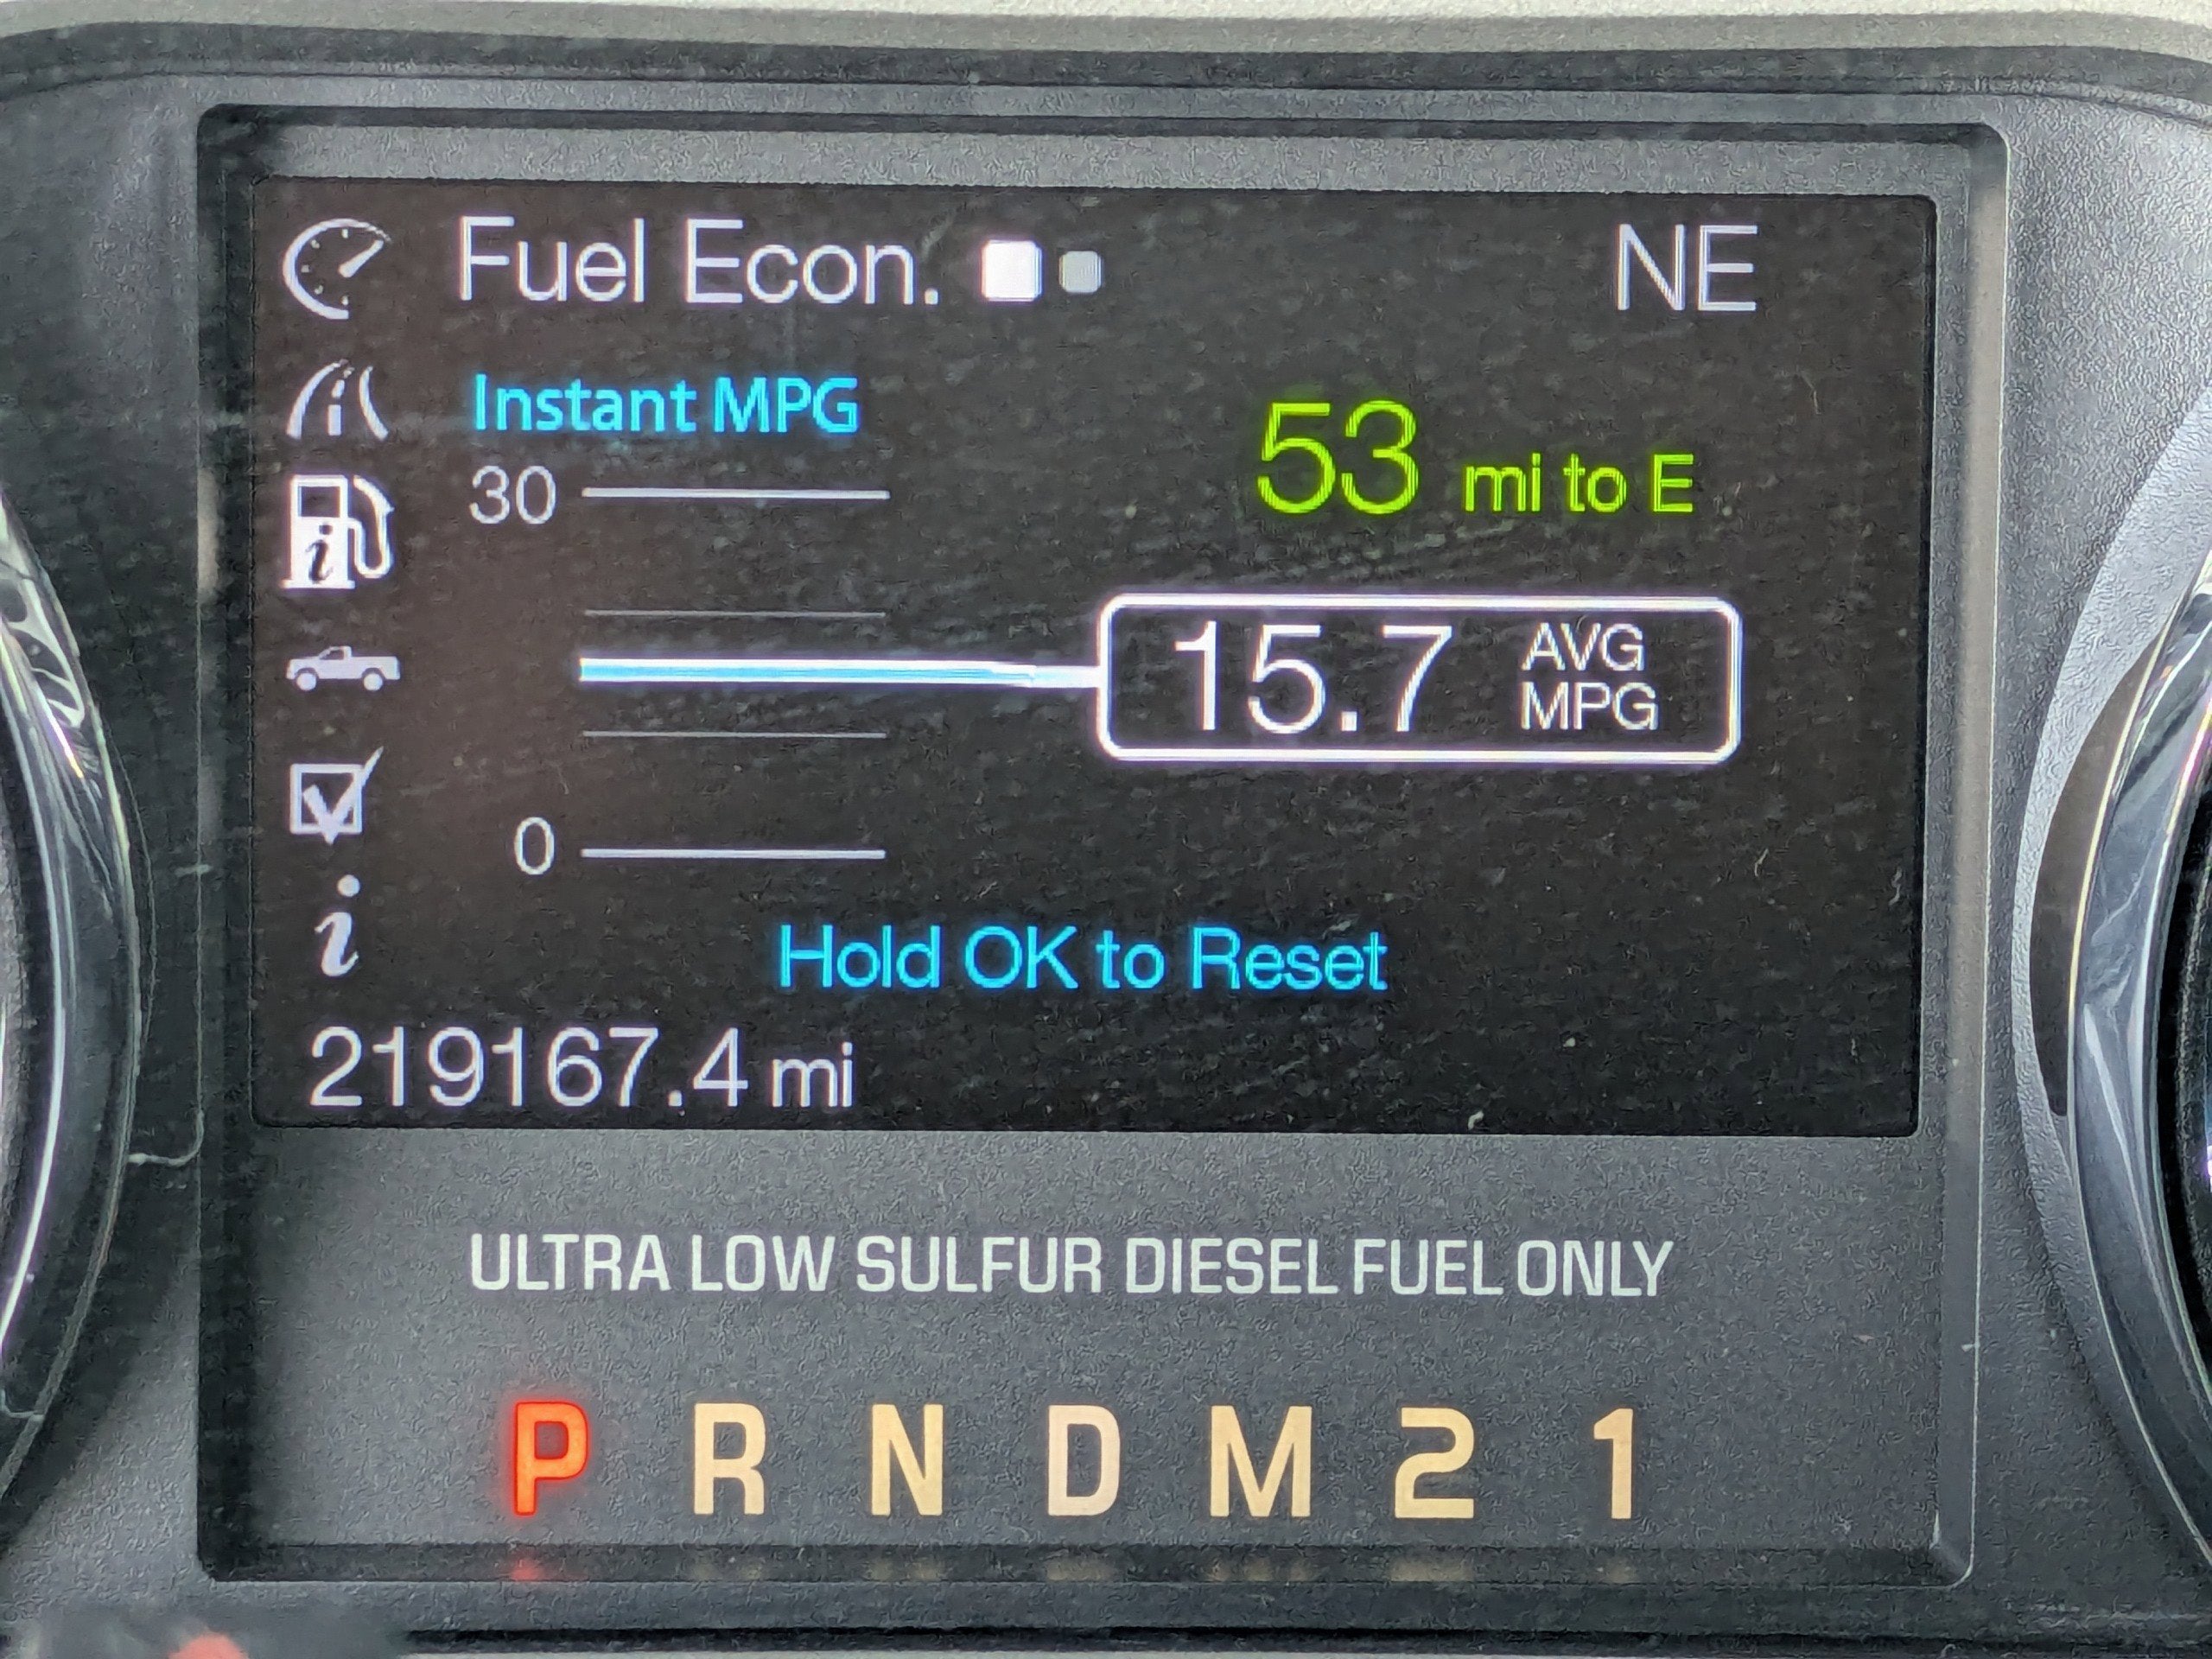 Fuel Econ. NE
Instant MPG
53 mi to E
30
15.7 AVG MPG
0
Hold OK to Reset
219167.4 mi
ULTRA LOW SULFUR DIESEL FUEL ONLY
P R N D M 2 1